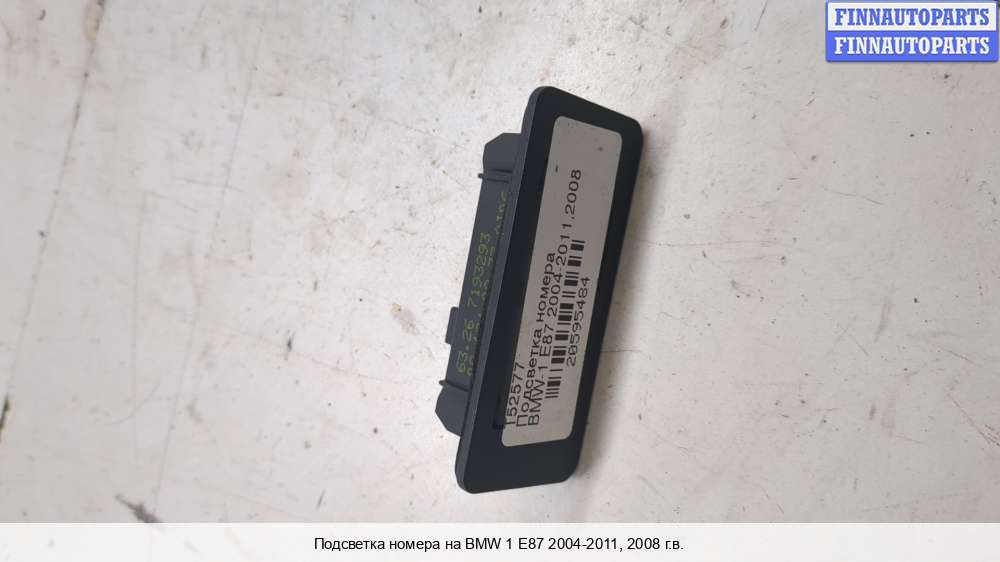 FINNAUTOPARTS
FINNAUTOPARTS
63.26 7193293
152577
Подсветка номера
BMW-1 E87 2004-2011,2008
20595484
Подсветка номера на BMW 1 E87 2004-2011, 2008 г.в.